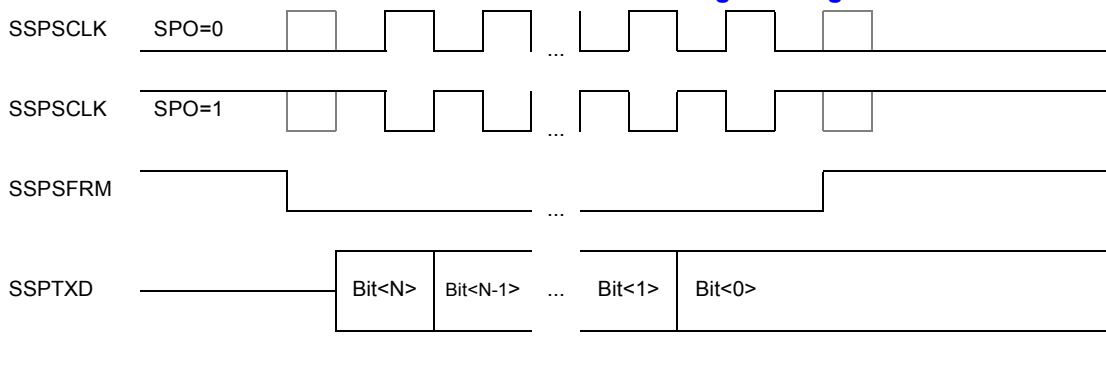 SSPSCLK SPO=0
...
SSPSCLK SPO=1
...
SSPSFRM
...
SSPTXD Bit<N> Bit<N-1> ... Bit<1> Bit<0>